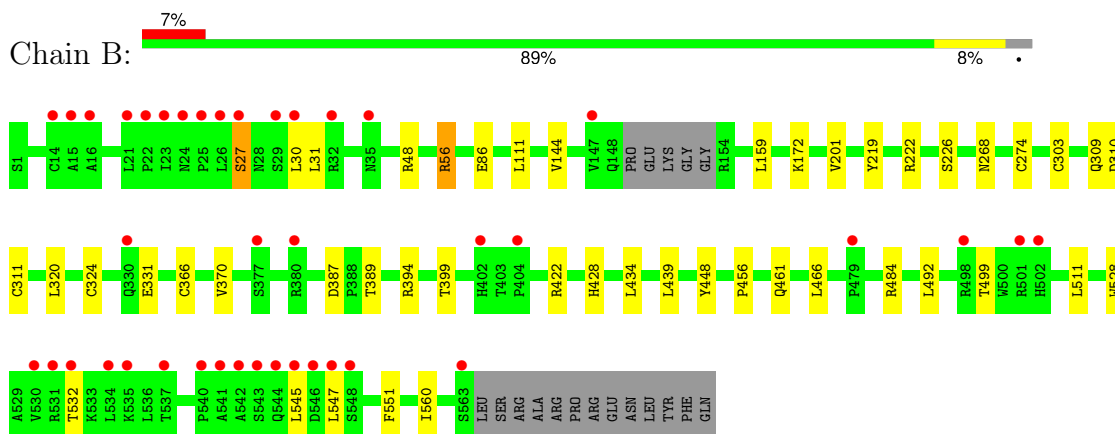 7%
Chain B:
89% 8% •
S1 C14 A15 A16 L21 P22 I23 N24 P25 L26 S27 N28 S29 L30 L31 R32 N35 R48 R56 E86 L111 V144 V147 Q148 PRO GLU LYS GLY GLY R154 L159 K172 V201 Y219 R222 S226 N268 C274 C303 Q309
C311 L320 C324 Q330 E331 C366 V370 S377 R380 D387 P388 T389 R394 T399 H402 T403 P404 R422 H428 L434 L439 Y448 P456 Q461 L466 P479 R484 L492 R498 T499 W500 R501 H502 L511
A529 V530 R531 T532 K533 L534 K535 L536 T537 P540 A541 A542 S543 Q544 L545 D546 L547 S548 F551 I560 S563 LEU SER ARG ALA ARG PRO ARG GLU ASN LEU TYR PHE GLN